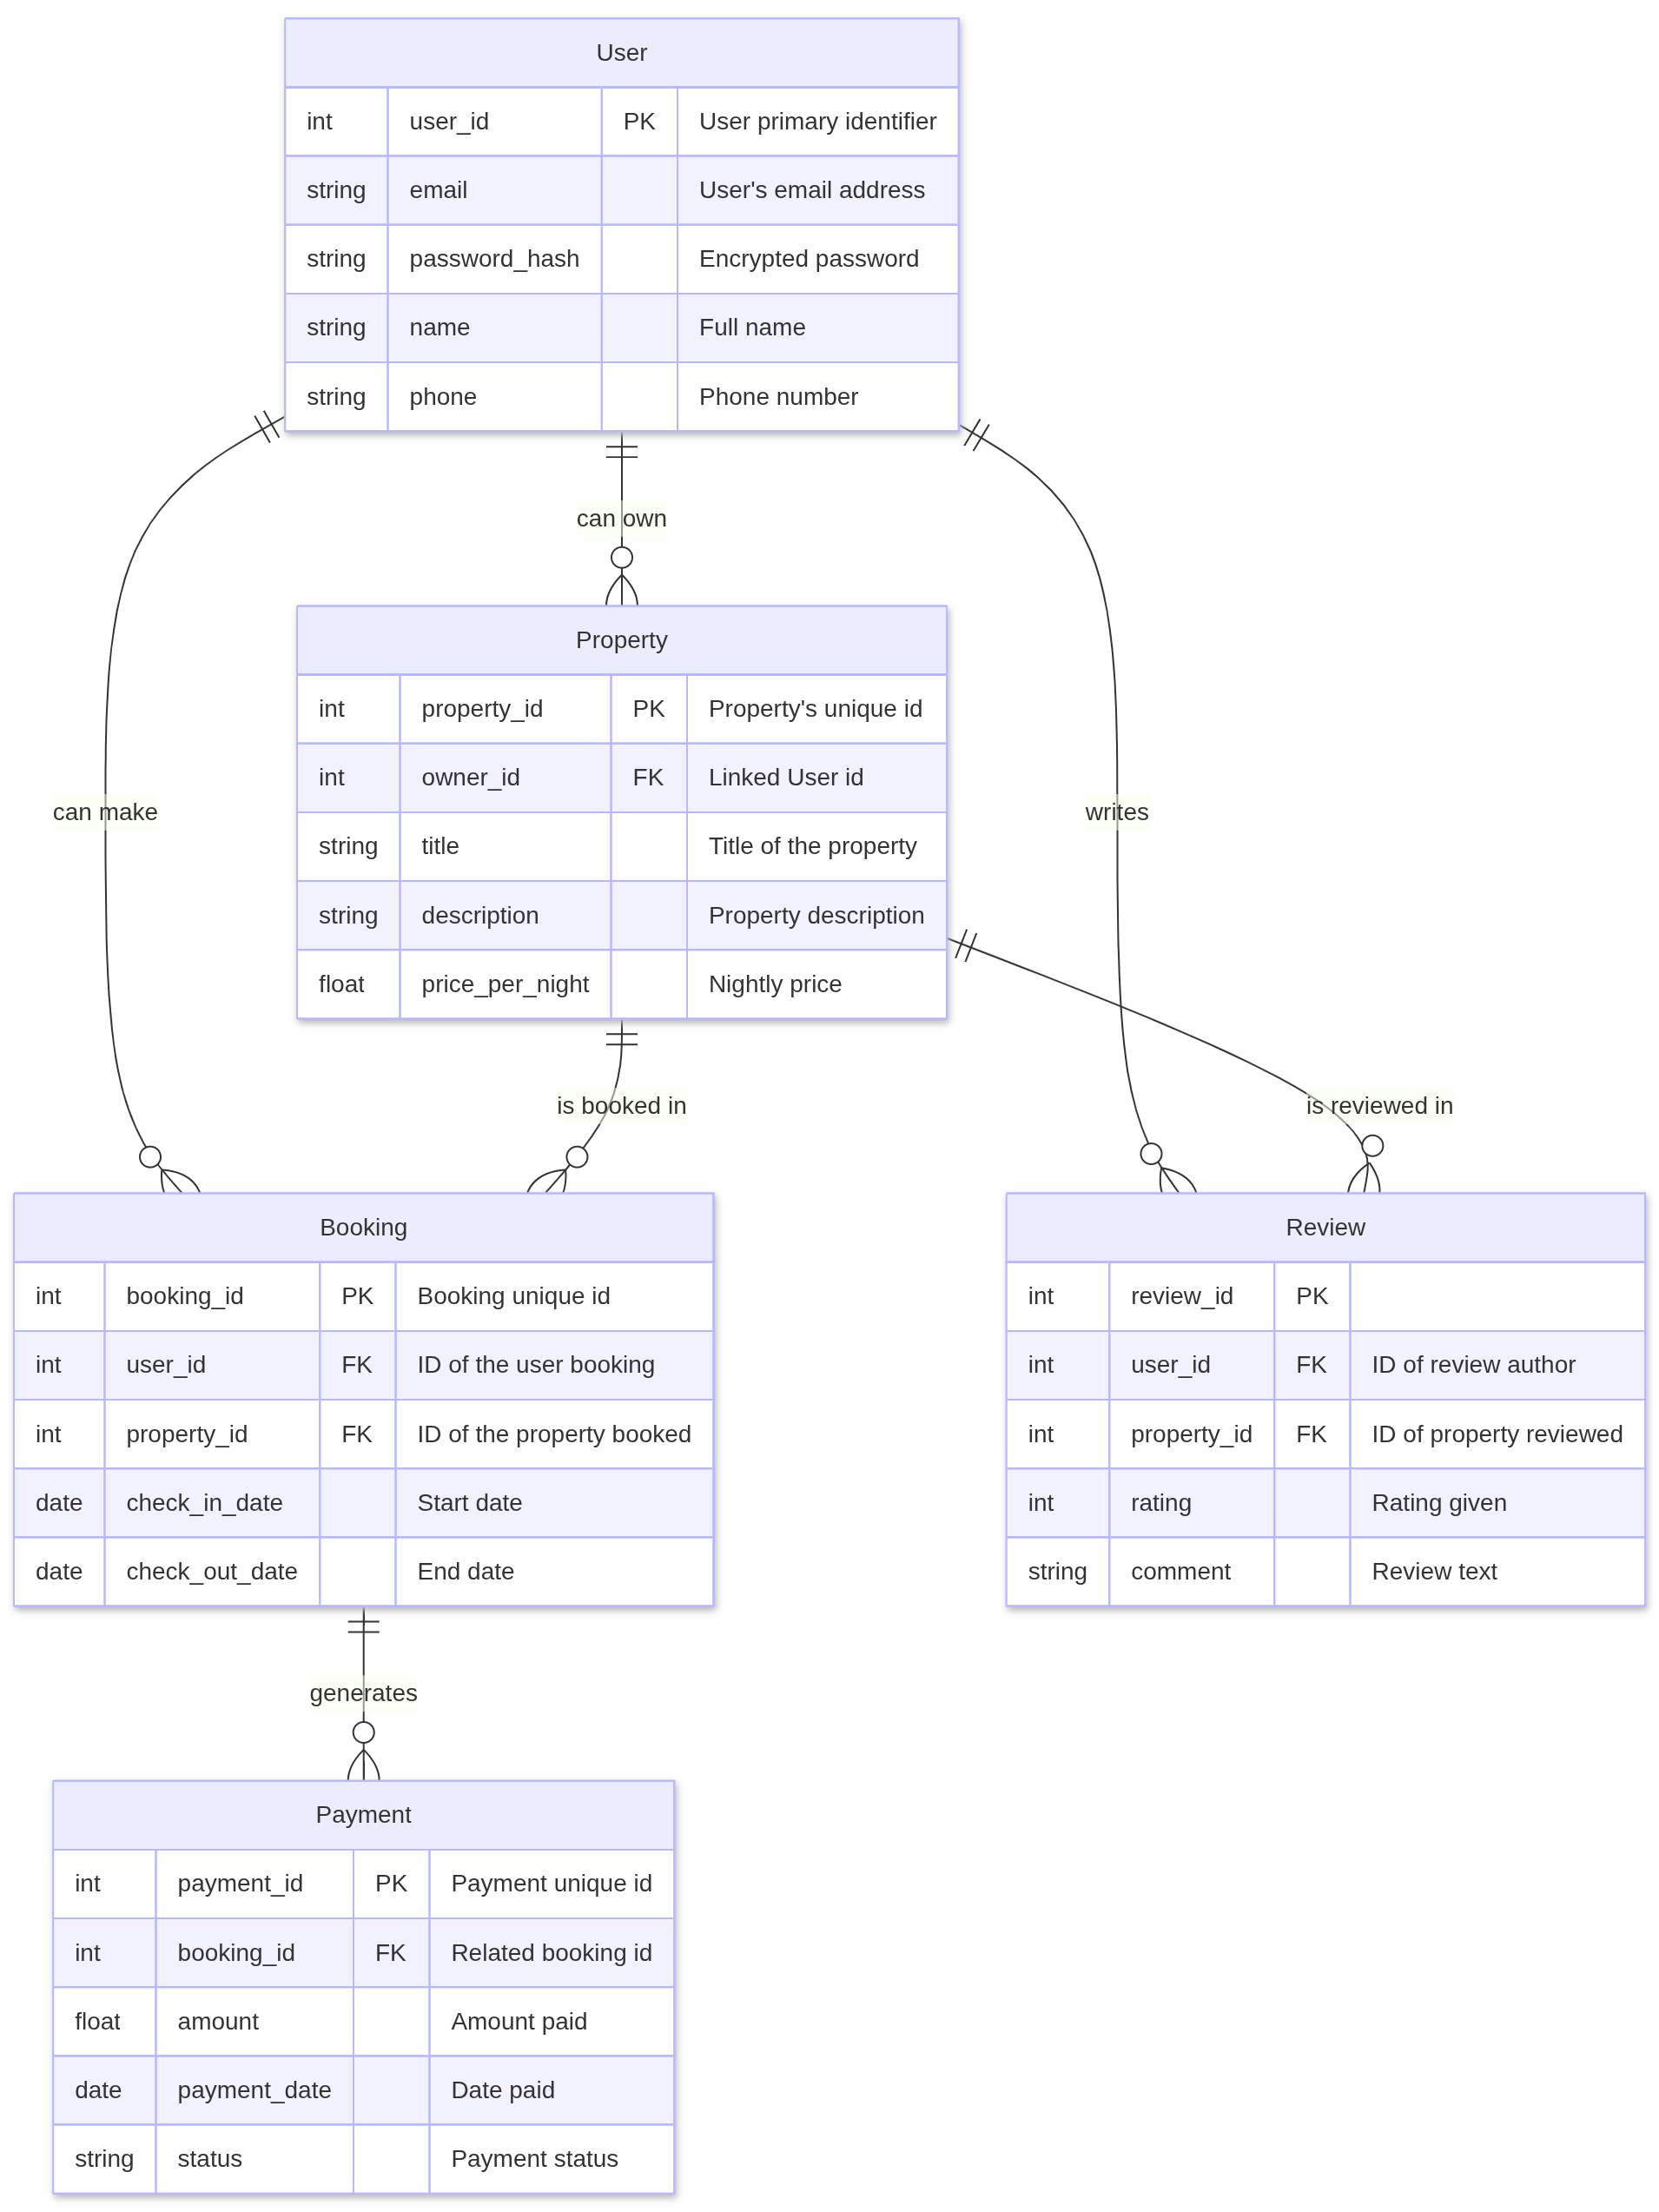 User
int user_id PK User primary identifier
string email User's email address
string password_hash Encrypted password
string name Full name
string phone Phone number
can own
Property
int property_id PK Property's unique id
int owner_id FK Linked User id
string title Title of the property
string description Property description
float price_per_night Nightly price
can make
writes
is booked in
is reviewed in
Booking
int booking_id PK Booking unique id
int user_id FK ID of the user booking
int property_id FK ID of the property booked
date check_in_date Start date
date check_out_date End date
Review
int review_id PK
int user_id FK ID of review author
int property_id FK ID of property reviewed
int rating Rating given
string comment Review text
generates
Payment
int payment_id PK Payment unique id
int booking_id FK Related booking id
float amount Amount paid
date payment_date Date paid
string status Payment status